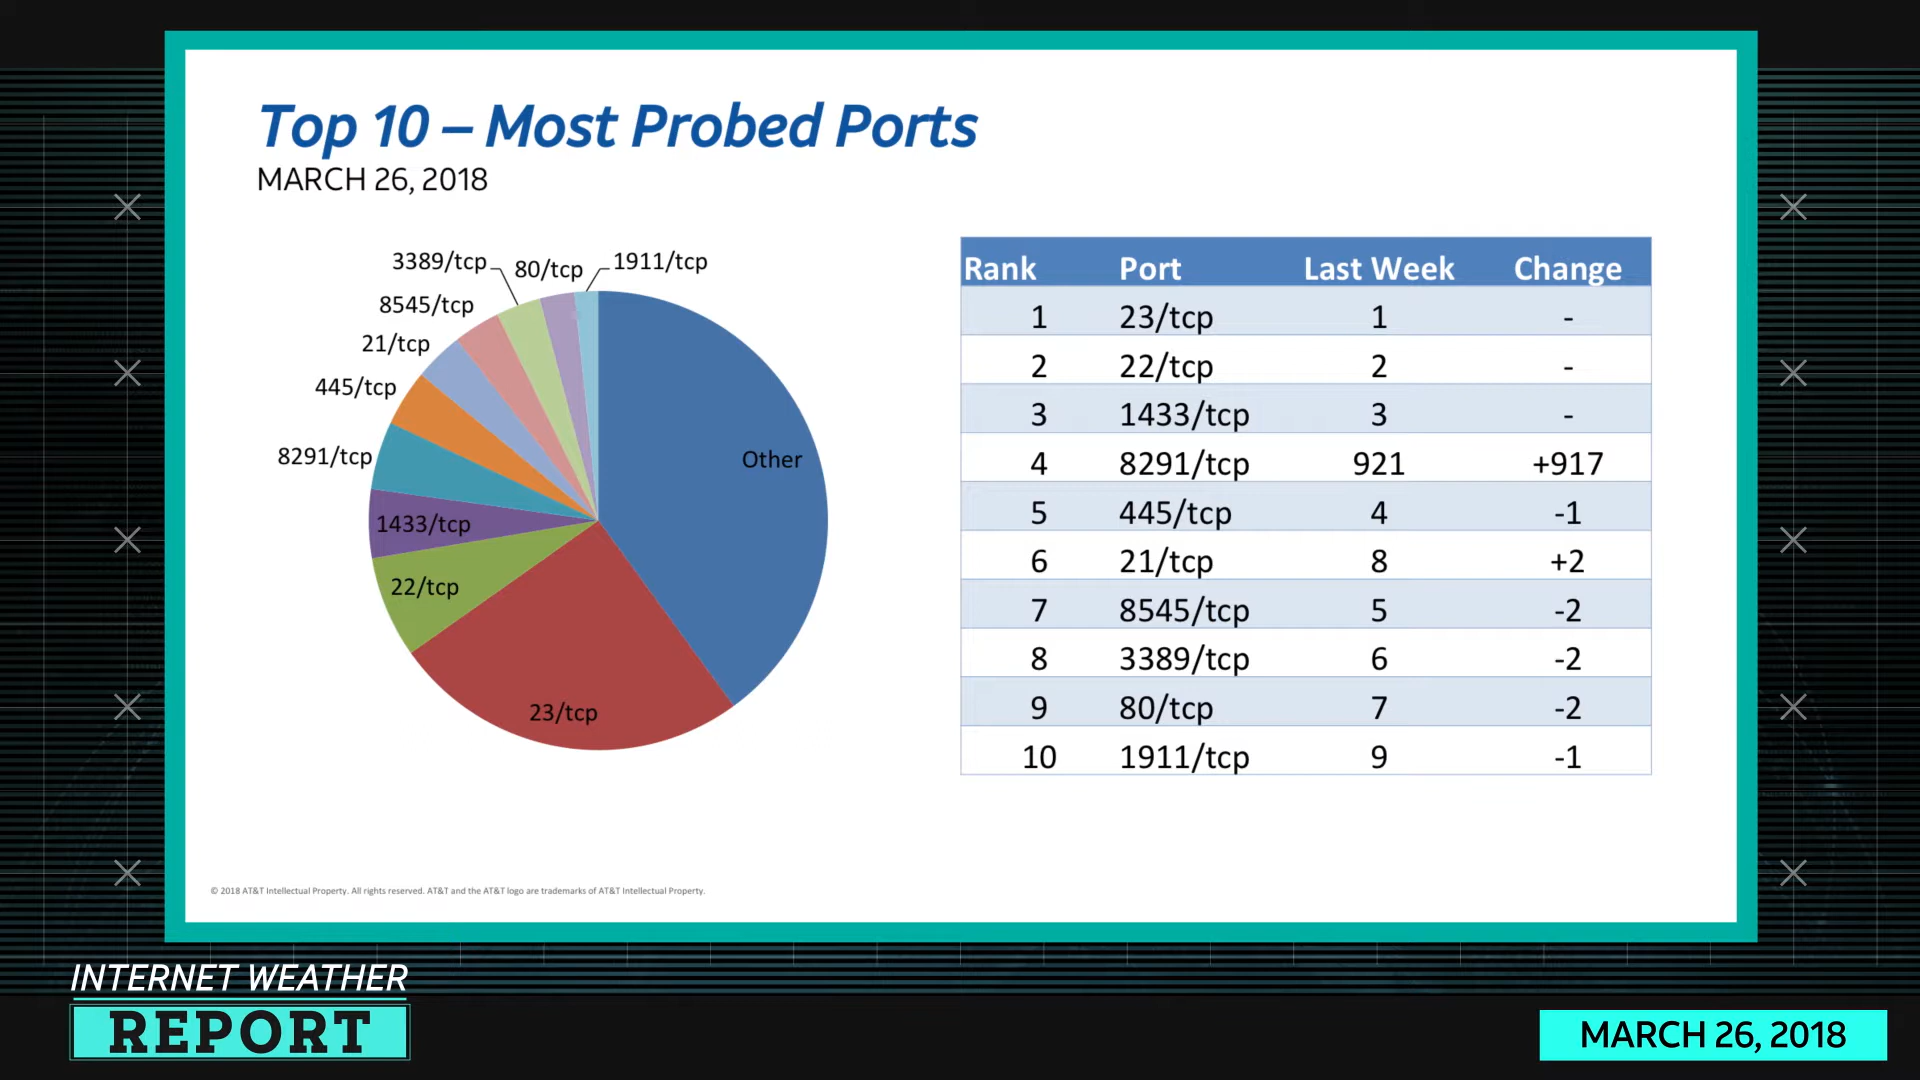 Top 10 – Most Probed Ports
MARCH 26, 2018
3389/tcp
80/tcp
1911/tcp
8545/tcp
21/tcp
445/tcp
8291/tcp
1433/tcp
22/tcp
23/tcp
Other
Rank Port Last Week Change
1 23/tcp 1 -
2 22/tcp 2 -
3 1433/tcp 3 -
4 8291/tcp 921 +917
5 445/tcp 4 -1
6 21/tcp 8 +2
7 8545/tcp 5 -2
8 3389/tcp 6 -2
9 80/tcp 7 -2
10 1911/tcp 9 -1
© 2018 AT&T Intellectual Property. All rights reserved. AT&T and the AT&T logo are trademarks of AT&T Intellectual Property.
INTERNET WEATHER
REPORT
MARCH 26, 2018